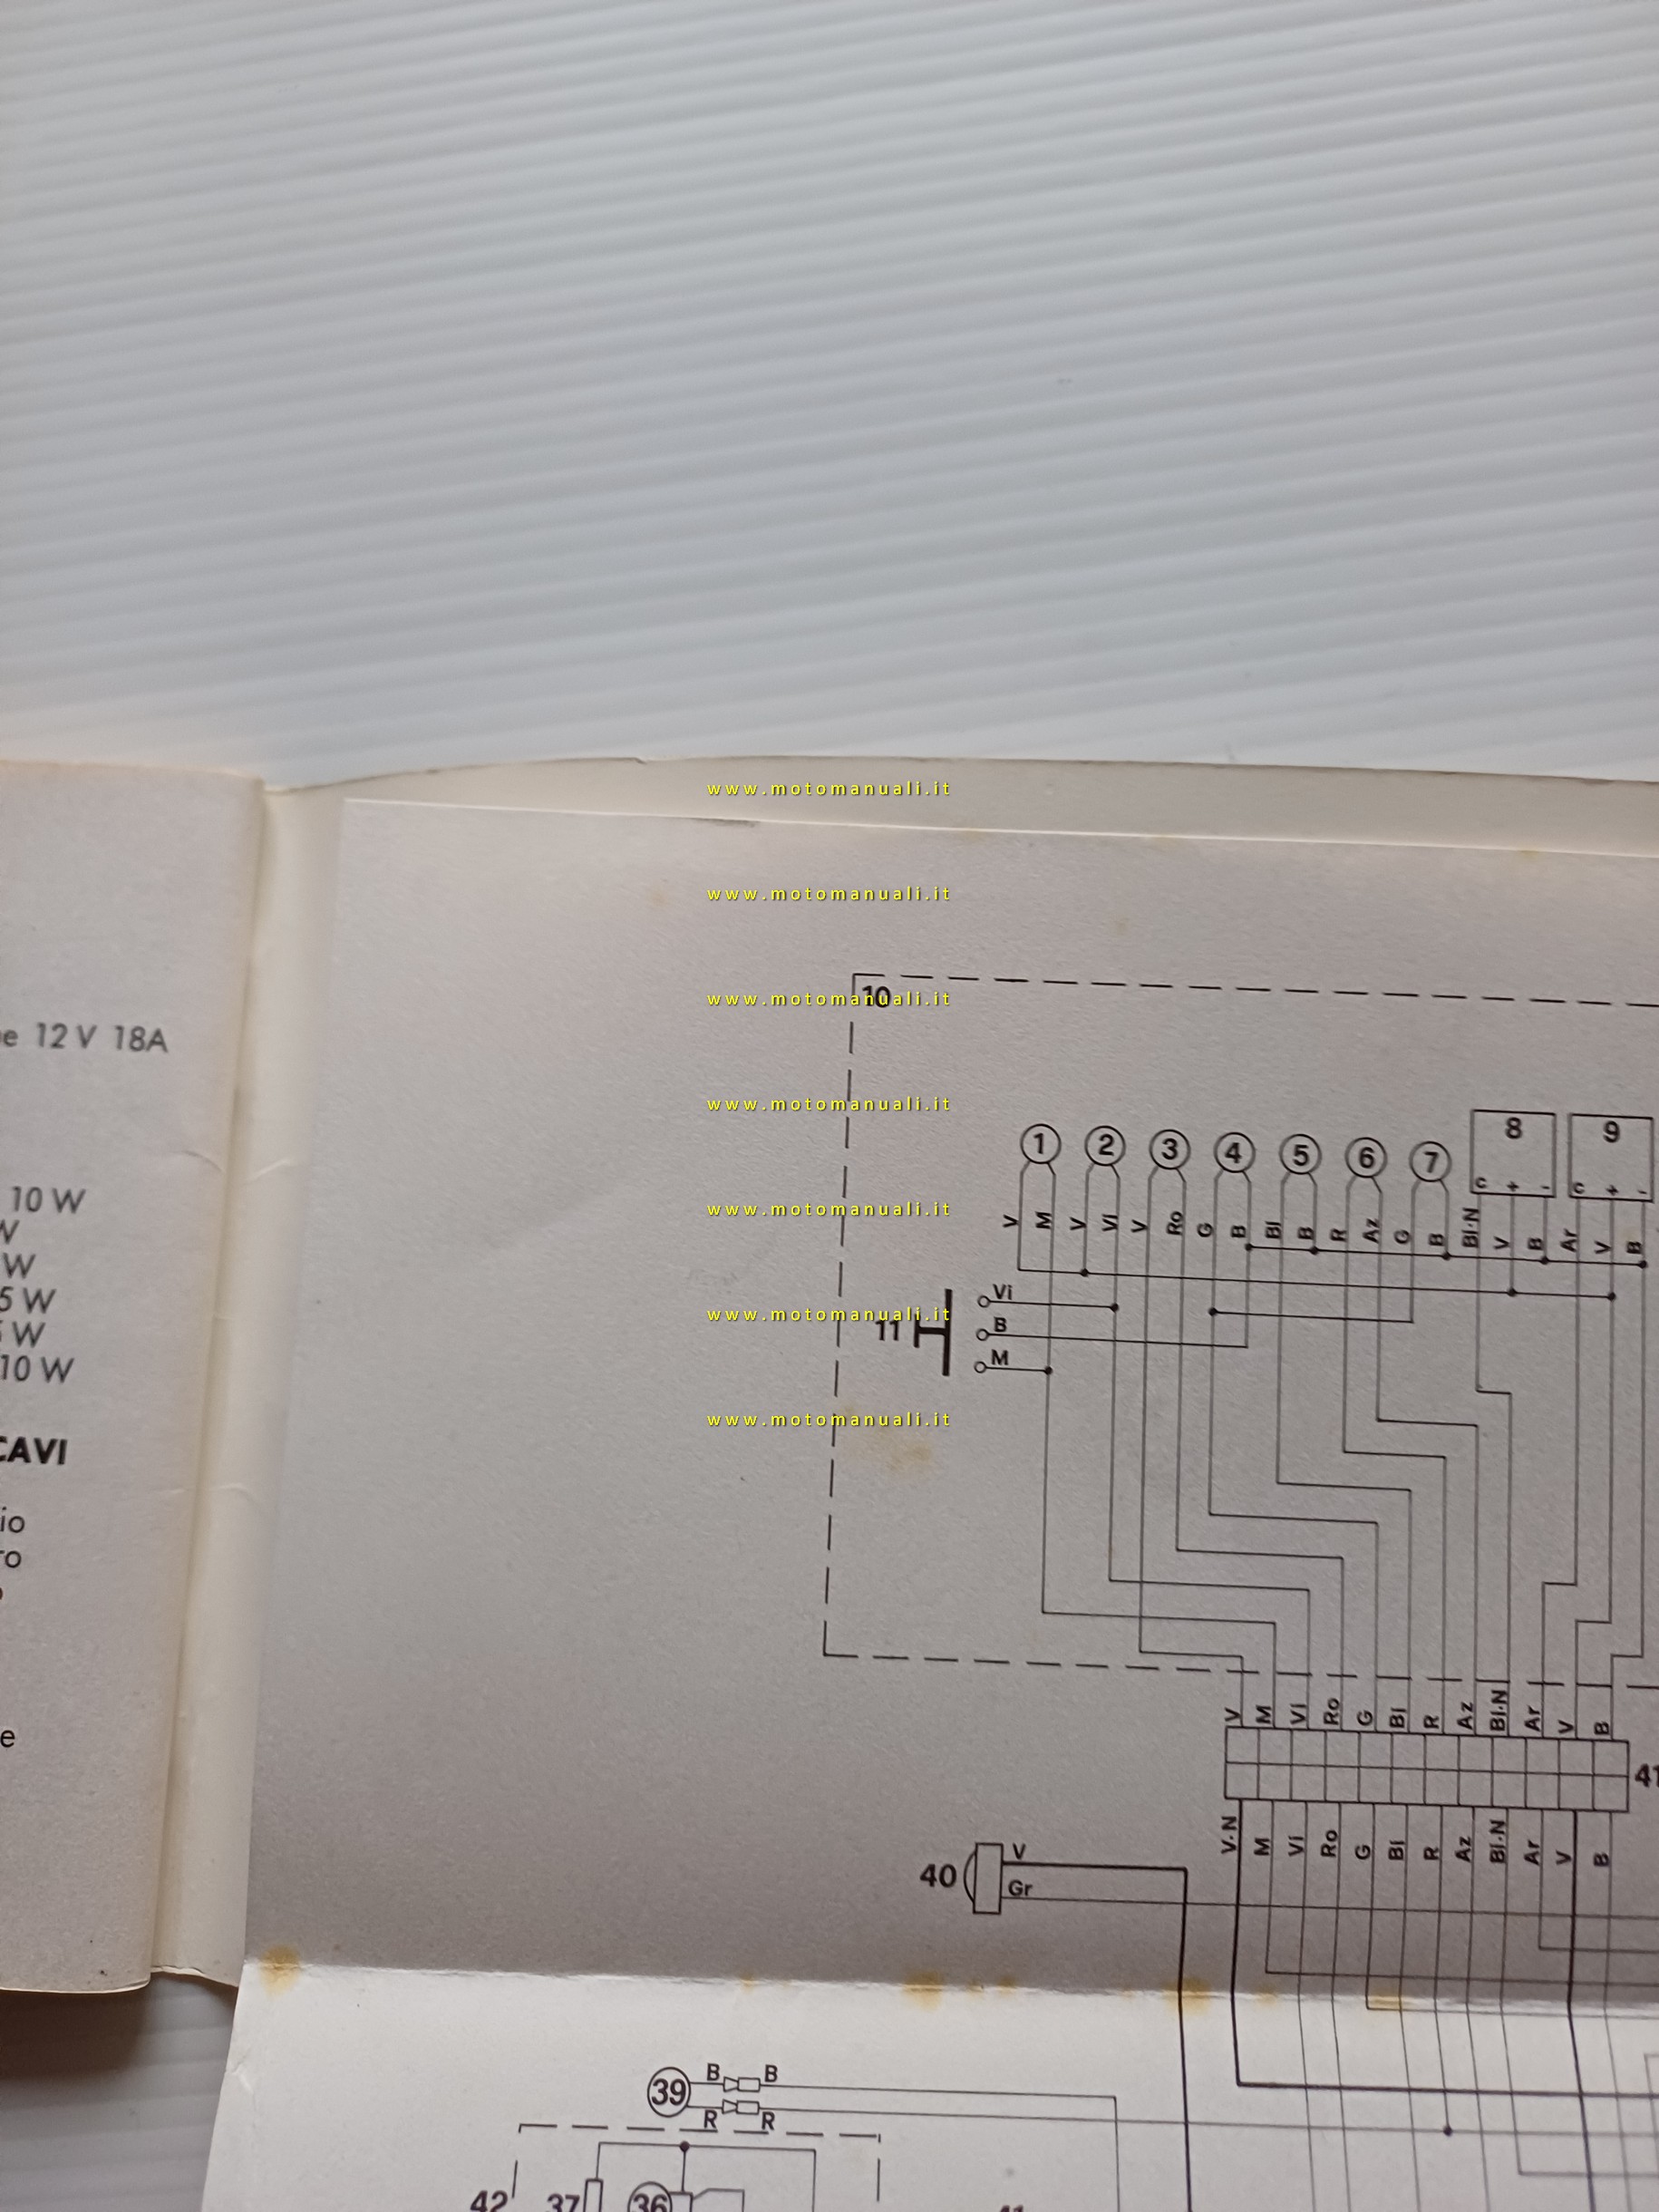 www.motomanuali.it
www.motomanuali.it
10
www.motomanuali.it
12 V 18A
www.motomanuali.it
1 2 3 4 5 6 7 8 9
C + - C + -
10 W
W
www.motomanuali.it
V M V Vi V Ro G B Bl B R Az G B Bl-N V B Ar V B
W
5 W
Vi
www.motomanuali.it
11
B
W
M
10 W
www.motomanuali.it
CAVI
V M Vi Ro G Bl R Az Bl-N Ar V B
41
V-N M Vi Ro G Bl R Az Bl-N Ar V B
40
V
Gr
39
B B
R R
42 37 36